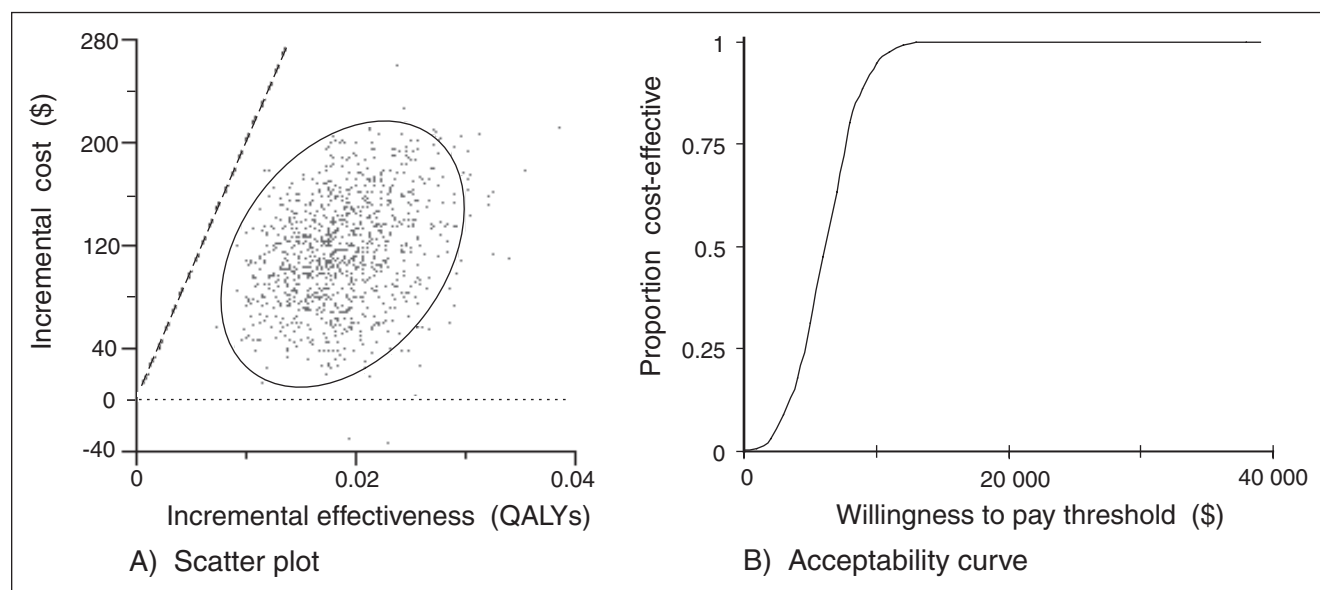 280
200
120
40
0
-40
Incremental cost ($)
0
0.02
0.04
Incremental effectiveness (QALYs)
A) Scatter plot
1
0.75
0.5
0.25
0
Proportion cost-effective
0
20 000
40 000
Willingness to pay threshold ($)
B) Acceptability curve